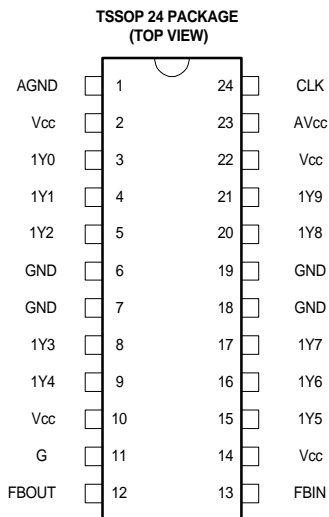 TSSOP 24 PACKAGE
(TOP VIEW)
AGND 1 24 CLK
Vcc 2 23 AVcc
1Y0 3 22 Vcc
1Y1 4 21 1Y9
1Y2 5 20 1Y8
GND 6 19 GND
GND 7 18 GND
1Y3 8 17 1Y7
1Y4 9 16 1Y6
Vcc 10 15 1Y5
G 11 14 Vcc
FBOUT 12 13 FBIN